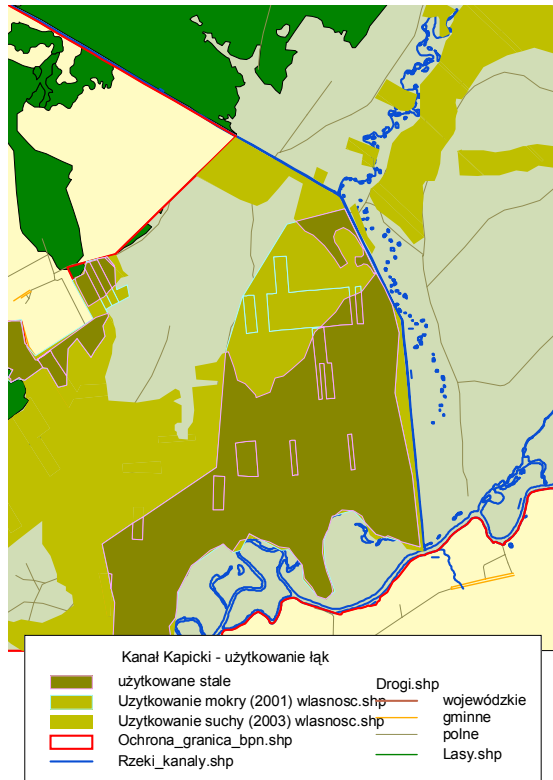 Kanał Kapicki - użytkowanie łąk
użytkowane stale
Uzytkowanie mokry (2001) wlasnosc.shp
Uzytkowanie suchy (2003) wlasnosc.shp
Ochrona_granica_bpn.shp
Rzeki_kanaly.shp
Drogi.shp
wojewódzkie
gminne
polne
Lasy.shp